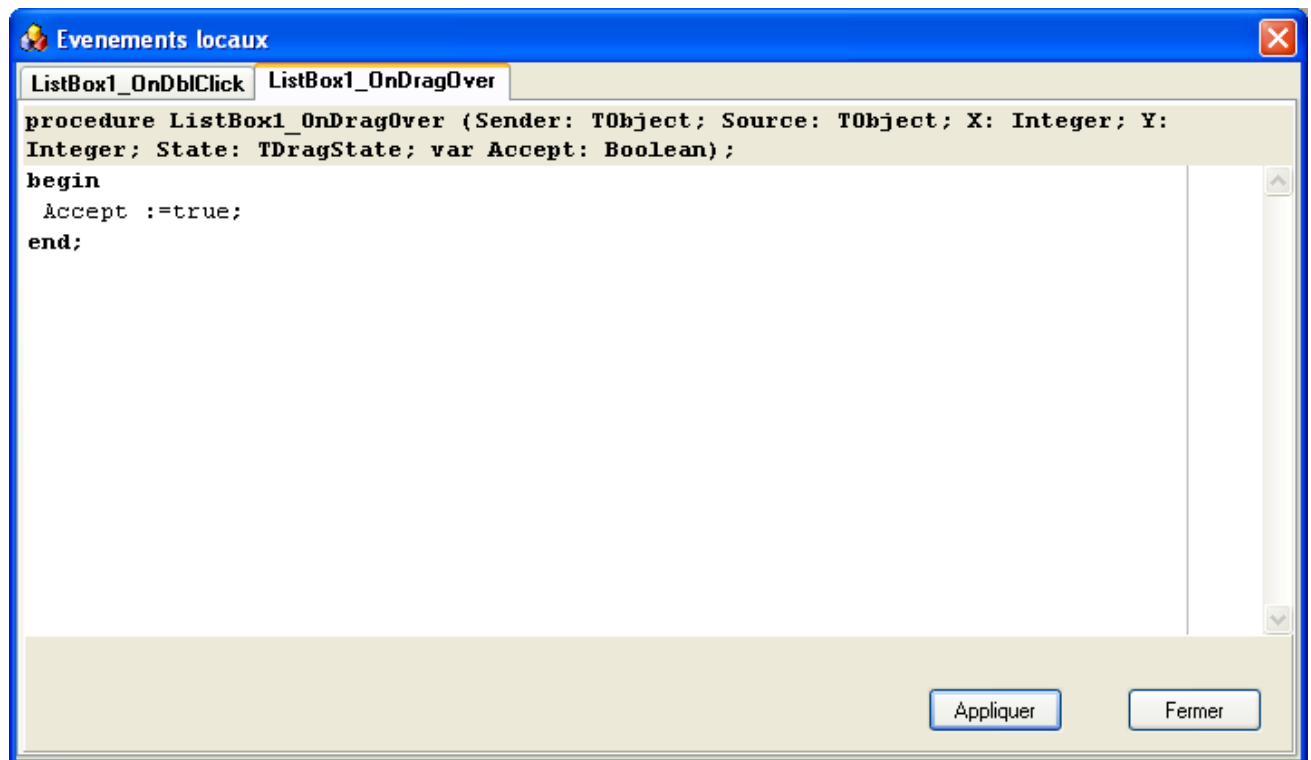 Evenements locaux
ListBox1_OnDblClick ListBox1_OnDragOver
procedure ListBox1_OnDragOver (Sender: TObject; Source: TObject; X: Integer; Y:
Integer; State: TDragState; var Accept: Boolean);
begin
Accept :=true;
end;
Appliquer Fermer